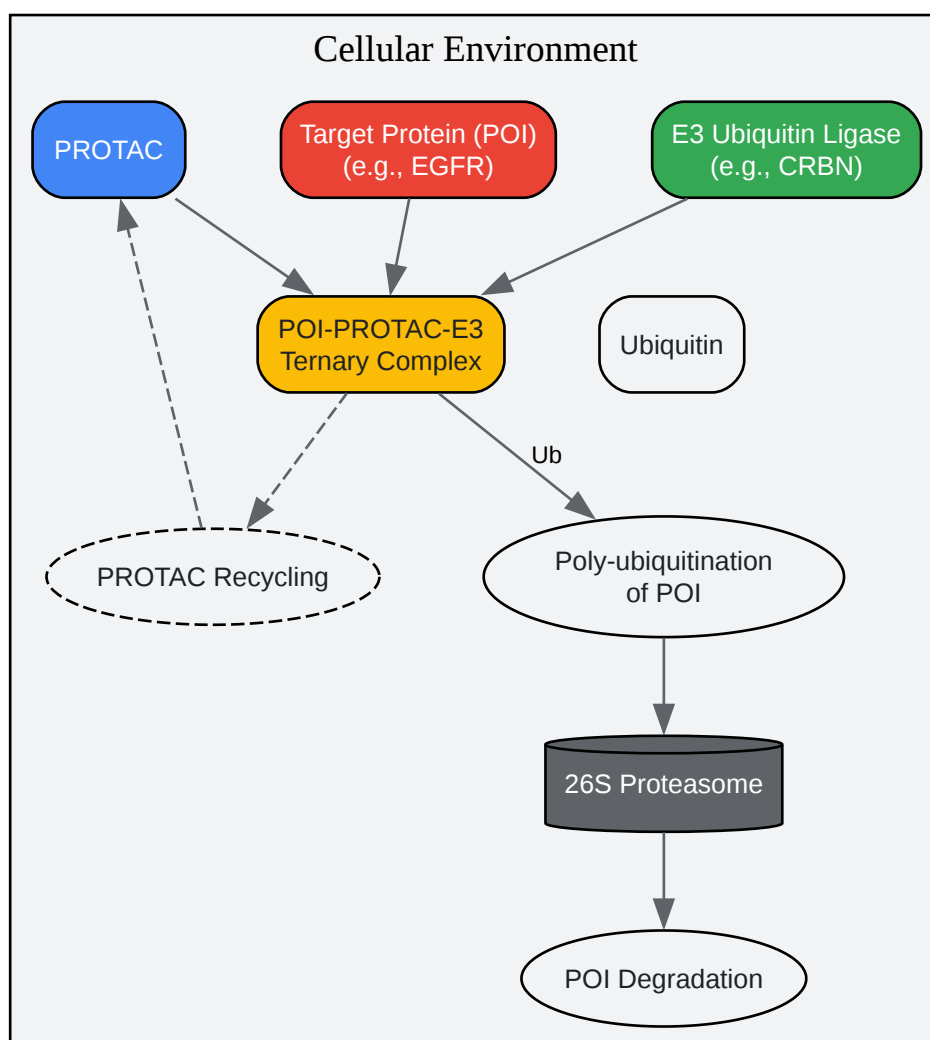 Cellular Environment
PROTAC
Target Protein (POI)
(e.g., EGFR)
E3 Ubiquitin Ligase
(e.g., CRBN)
POI-PROTAC-E3
Ternary Complex
Ubiquitin
Ub
PROTAC Recycling
Poly-ubiquitination
of POI
26S Proteasome
POI Degradation